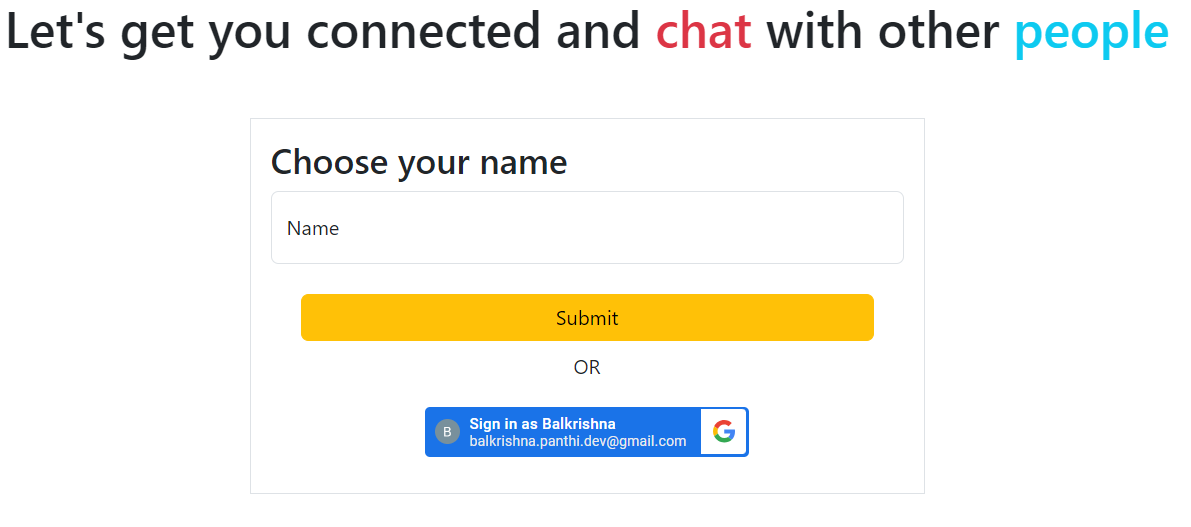 Let's get you connected and chat with other people
Choose your name
Name
Submit
OR
B
Sign in as Balkrishna
balkrishna.panthi.dev@gmail.com
G